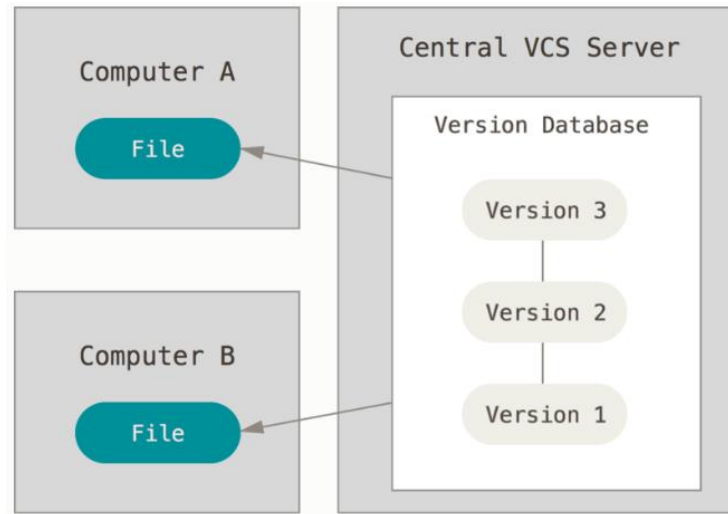 Computer A
File
Computer B
File
Central VCS Server
Version Database
Version 3
Version 2
Version 1